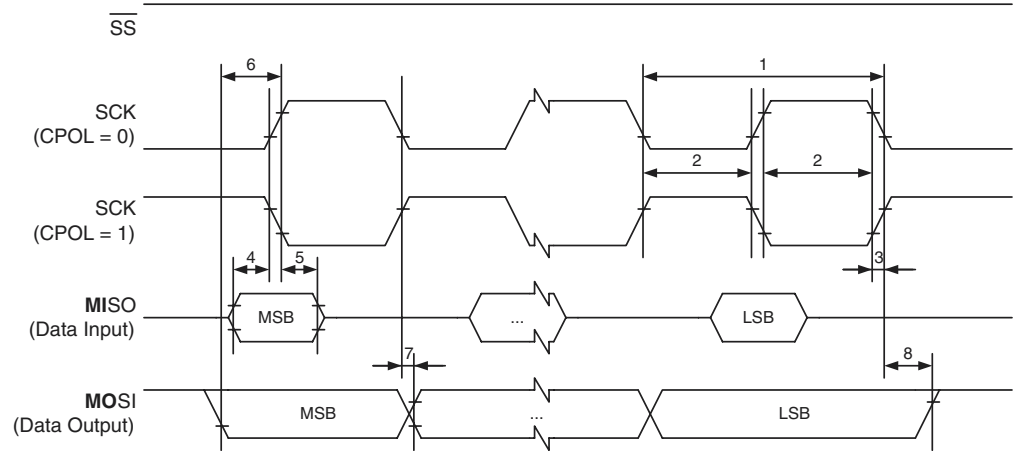 SS
6
1
SCK
(CPOL = 0)
2
2
SCK
(CPOL = 1)
4
5
3
MISO
(Data Input)
MSB
...
LSB
7
8
MOSI
(Data Output)
MSB
...
LSB